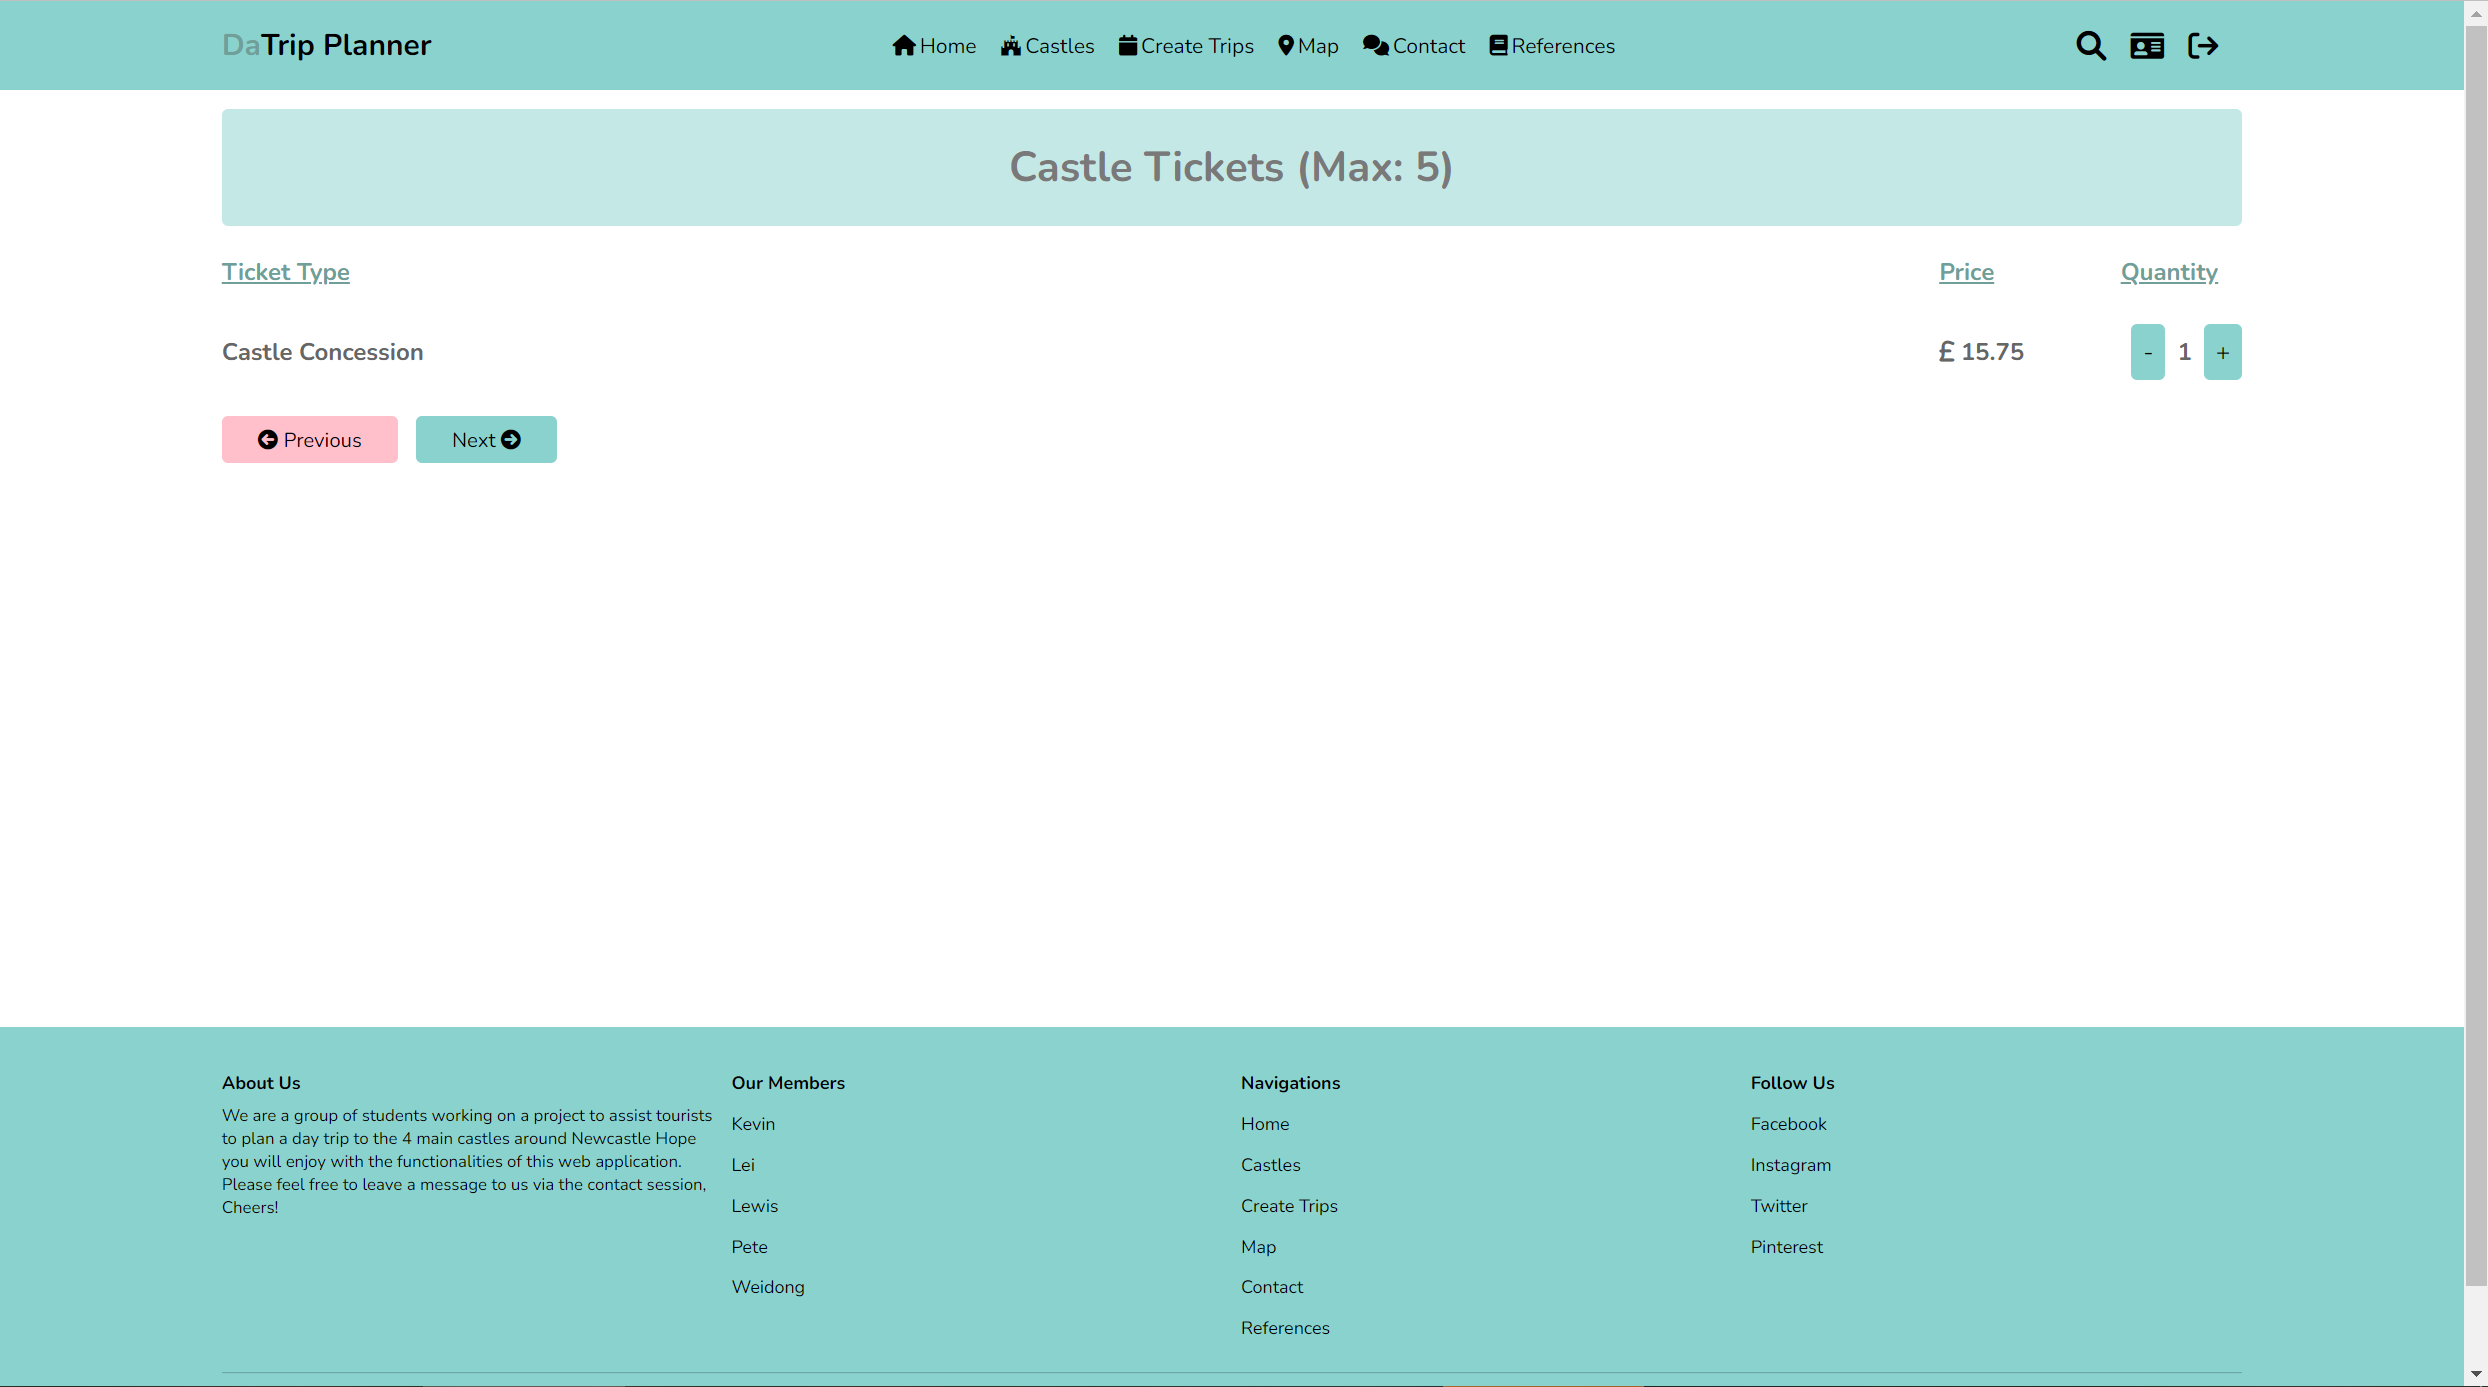 DaTrip Planner
Home Castles Create Trips Map Contact References
Castle Tickets (Max: 5)
Ticket Type Price Quantity
Castle Concession £ 15.75 - 1 +
Previous Next
About Us
We are a group of students working on a project to assist tourists
to plan a day trip to the 4 main castles around Newcastle Hope
you will enjoy with the functionalities of this web application.
Please feel free to leave a message to us via the contact session,
Cheers!
Our Members
Kevin
Lei
Lewis
Pete
Weidong
Navigations
Home
Castles
Create Trips
Map
Contact
References
Follow Us
Facebook
Instagram
Twitter
Pinterest